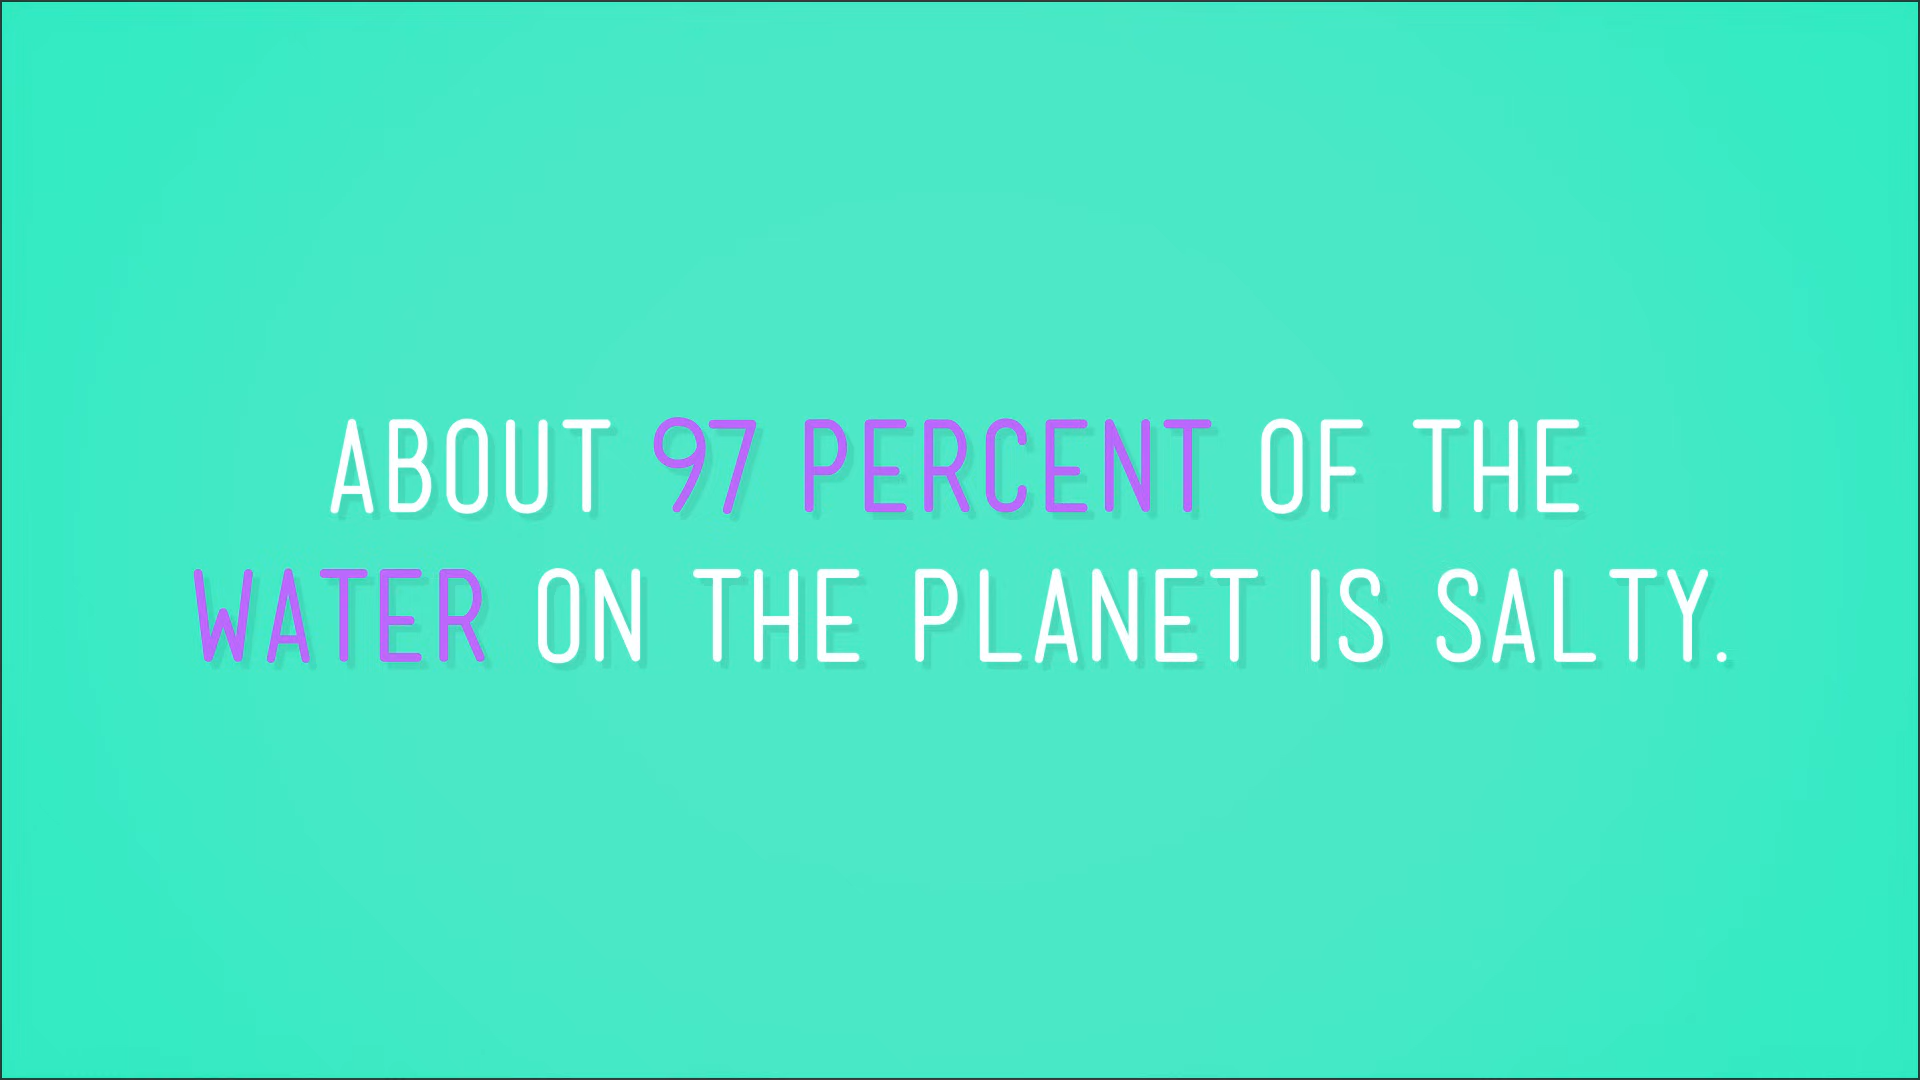 ABOUT 97 PERCENT OF THE
WATER ON THE PLANET IS SALTY.